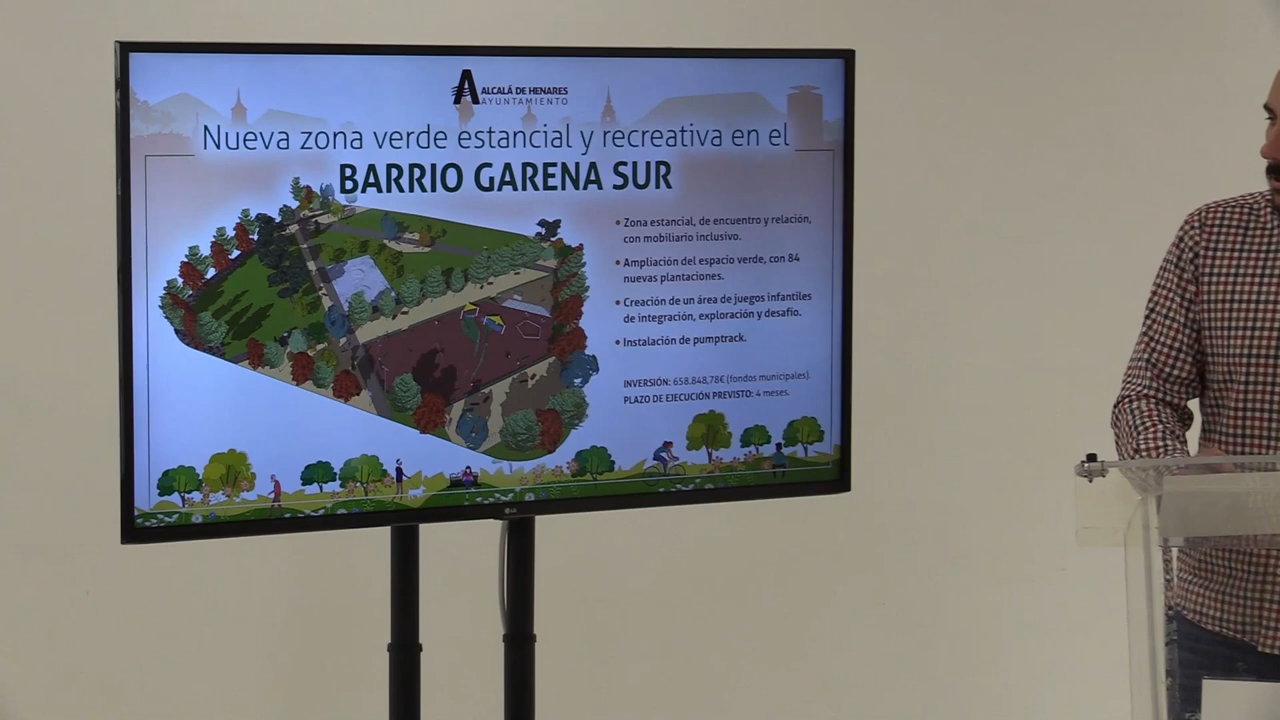 ALCALÁ DE HENARES
AYUNTAMIENTO
Nueva zona verde estancial y recreativa en el
BARRIO GARENA SUR
• Zona estancial, de encuentro y relación,
con mobiliario inclusivo.
• Ampliación del espacio verde, con 84
nuevas plantaciones.
• Creación de un área de juegos infantiles
de integración, exploración y desafío.
• Instalación de pumptrack.
INVERSIÓN: 658.848,78€ (fondos municipales).
PLAZO DE EJECUCIÓN PREVISTO: 4 meses.
LG